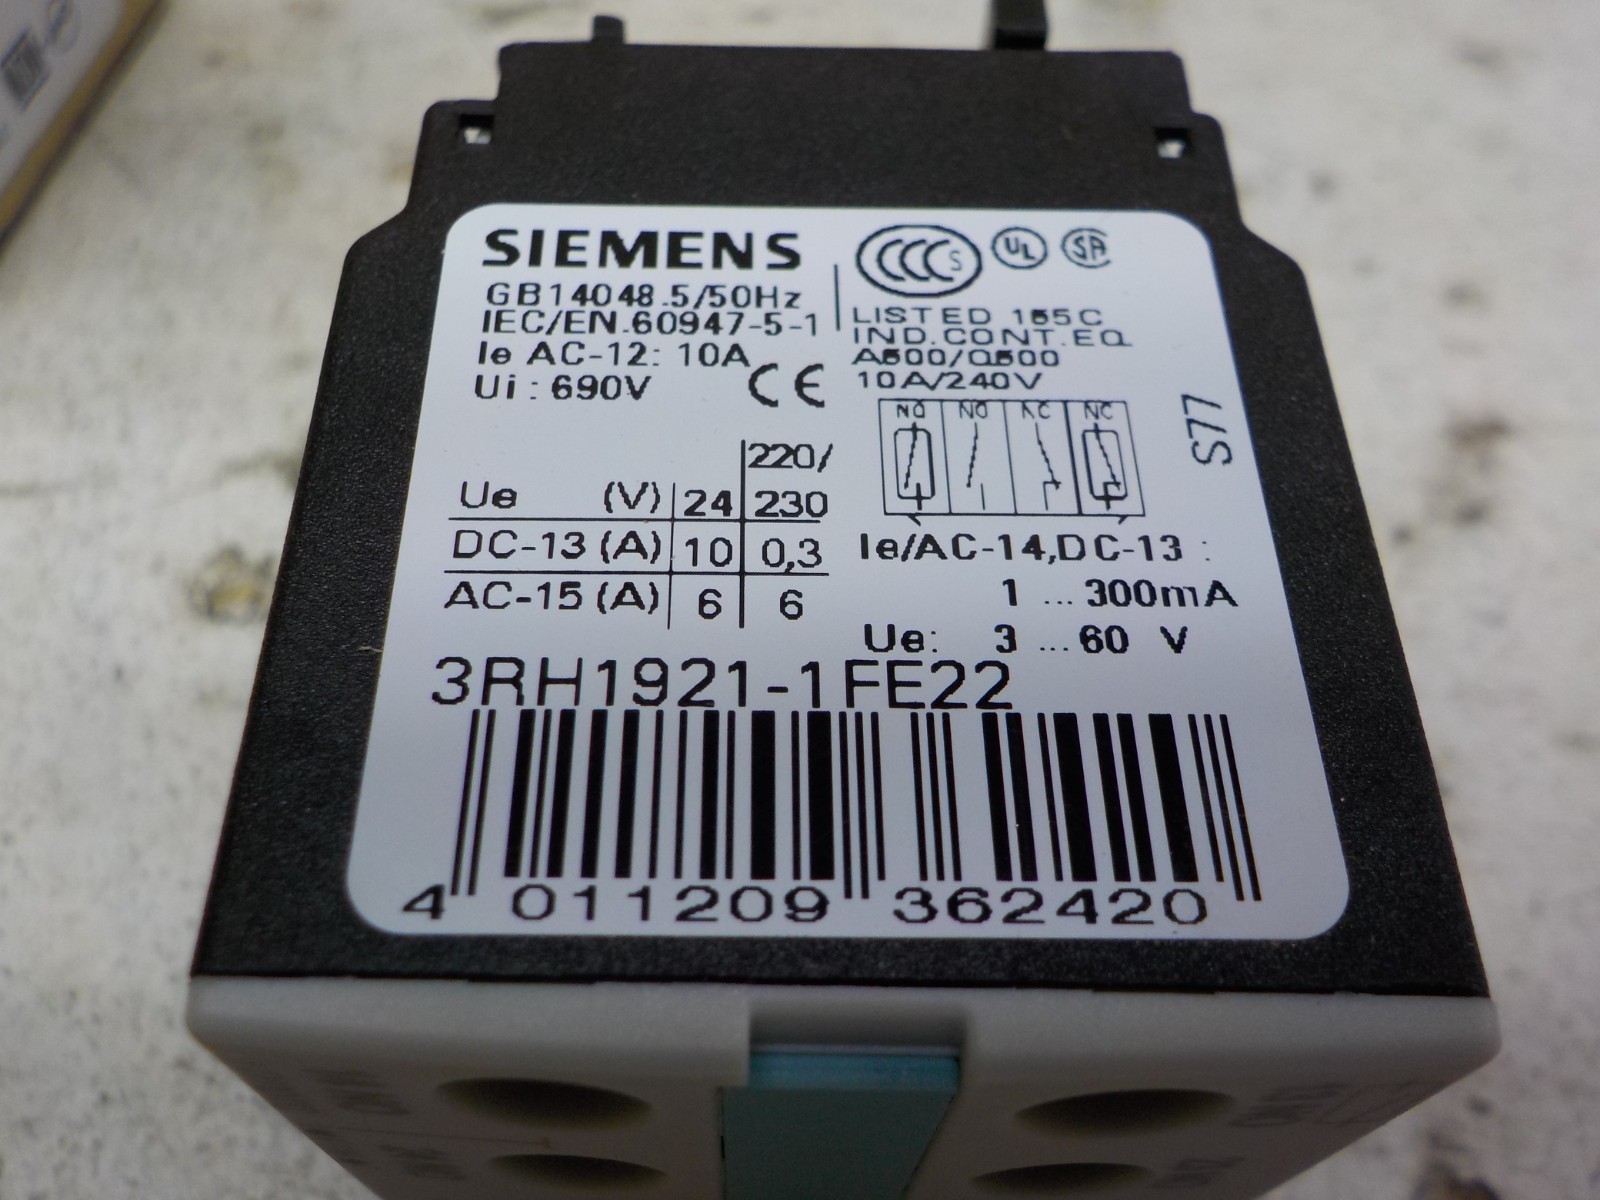 SIEMENS
GB14048.5/50Hz
IEC/EN.60947-5-1
Ie AC-12: 10A
Ui : 690V
CE
CCC S
UL
SA
LISTED 165C
IND.CONT.EQ
A600/Q600
10A/240V
NO NO NC NC
S77
Ue (V) 24 220/
230
DC-13 (A) 10 0,3
AC-15 (A) 6 6
Ie/AC-14,DC-13 :
1 ... 300mA
Ue: 3 ... 60 V
3RH1921-1FE22
4 011209 362420